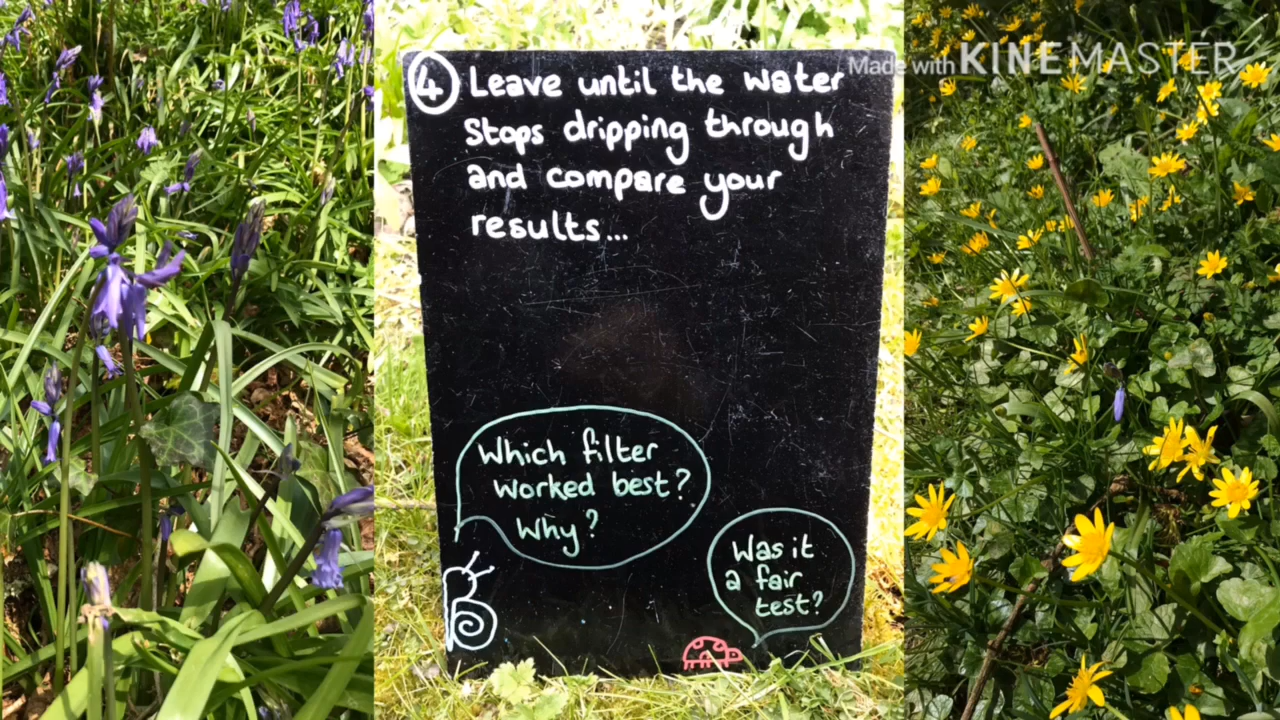 Made with KINEMASTER
4 Leave until the water
Stops dripping through
and compare your
results...
Which filter
worked best?
Why?
Was it
a fair
test?